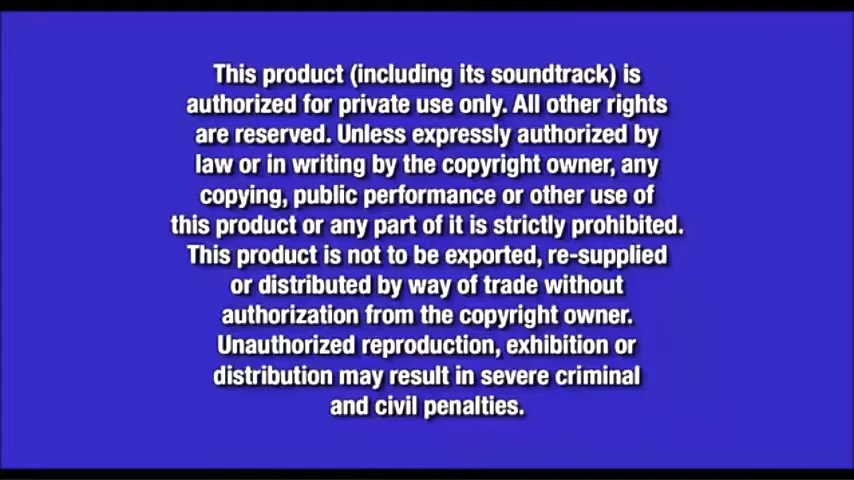 This product (including its soundtrack) is
authorized for private use only. All other rights
are reserved. Unless expressly authorized by
law or in writing by the copyright owner, any
copying, public performance or other use of
this product or any part of it is strictly prohibited.
This product is not to be exported, re-supplied
or distributed by way of trade without
authorization from the copyright owner.
Unauthorized reproduction, exhibition or
distribution may result in severe criminal
and civil penalties.